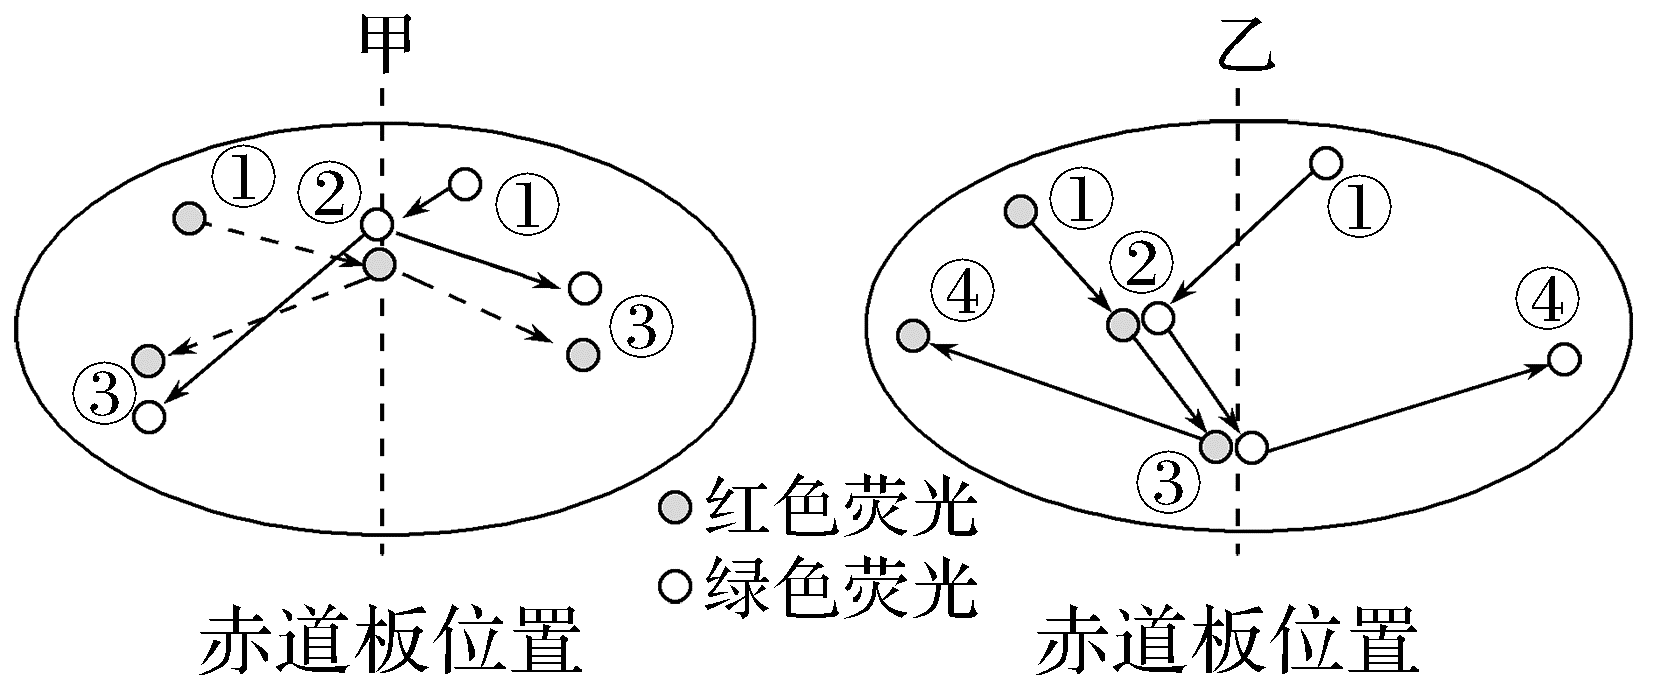 甲
乙
① ② ①
① ② ①
③ ③
④ ③ ④
红色荧光
绿色荧光
赤道板位置
赤道板位置